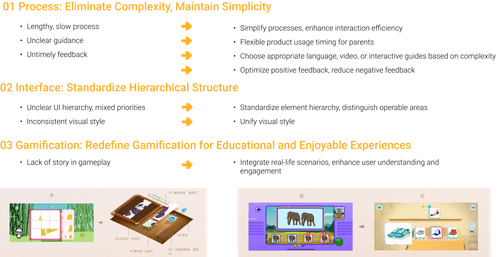 01 Process: Eliminate Complexity, Maintain Simplicity
Lengthy, slow process
Unclear guidance
Untimely feedback
Simplify processes, enhance interaction efficiency
Flexible product usage timing for parents
Choose appropriate language, video, or interactive guides based on complexity
Optimize positive feedback, reduce negative feedback
02 Interface: Standardize Hierarchical Structure
Unclear UI hierarchy, mixed priorities
Inconsistent visual style
Standardize element hierarchy, distinguish operable areas
Unify visual style
03 Gamification: Redefine Gamification for Educational and Enjoyable Experiences
Lack of story in gameplay
Integrate real-life scenarios, enhance user understanding and
engagement